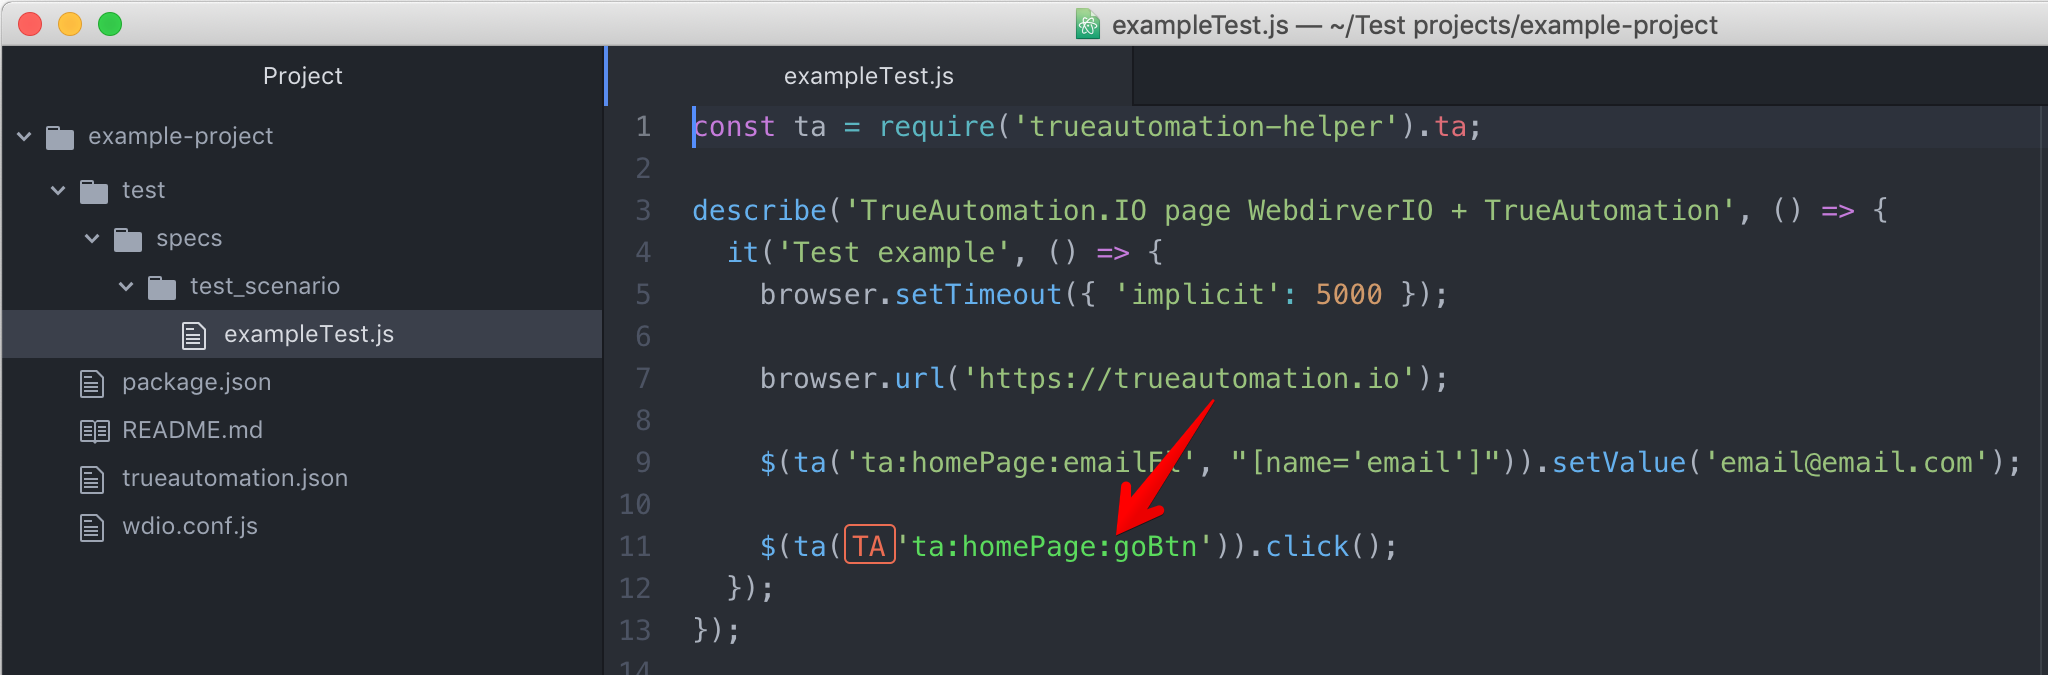 exampleTest.js — ~/Test projects/example-project
Project
example-project
test
specs
test_scenario
exampleTest.js
package.json
README.md
trueautomation.json
wdio.conf.js
exampleTest.js
1 const ta = require('trueautomation-helper').ta;
2
3 describe('TrueAutomation.IO page WebdirverIO + TrueAutomation', () => {
4 it('Test example', () => {
5 browser.setTimeout({ 'implicit': 5000 });
6
7 browser.url('https://trueautomation.io');
8
9 $(ta('ta:homePage:emailEl', "[name='email']")).setValue('email@email.com');
10
11 $(ta(TA'ta:homePage:goBtn')).click();
12 });
13 });
14